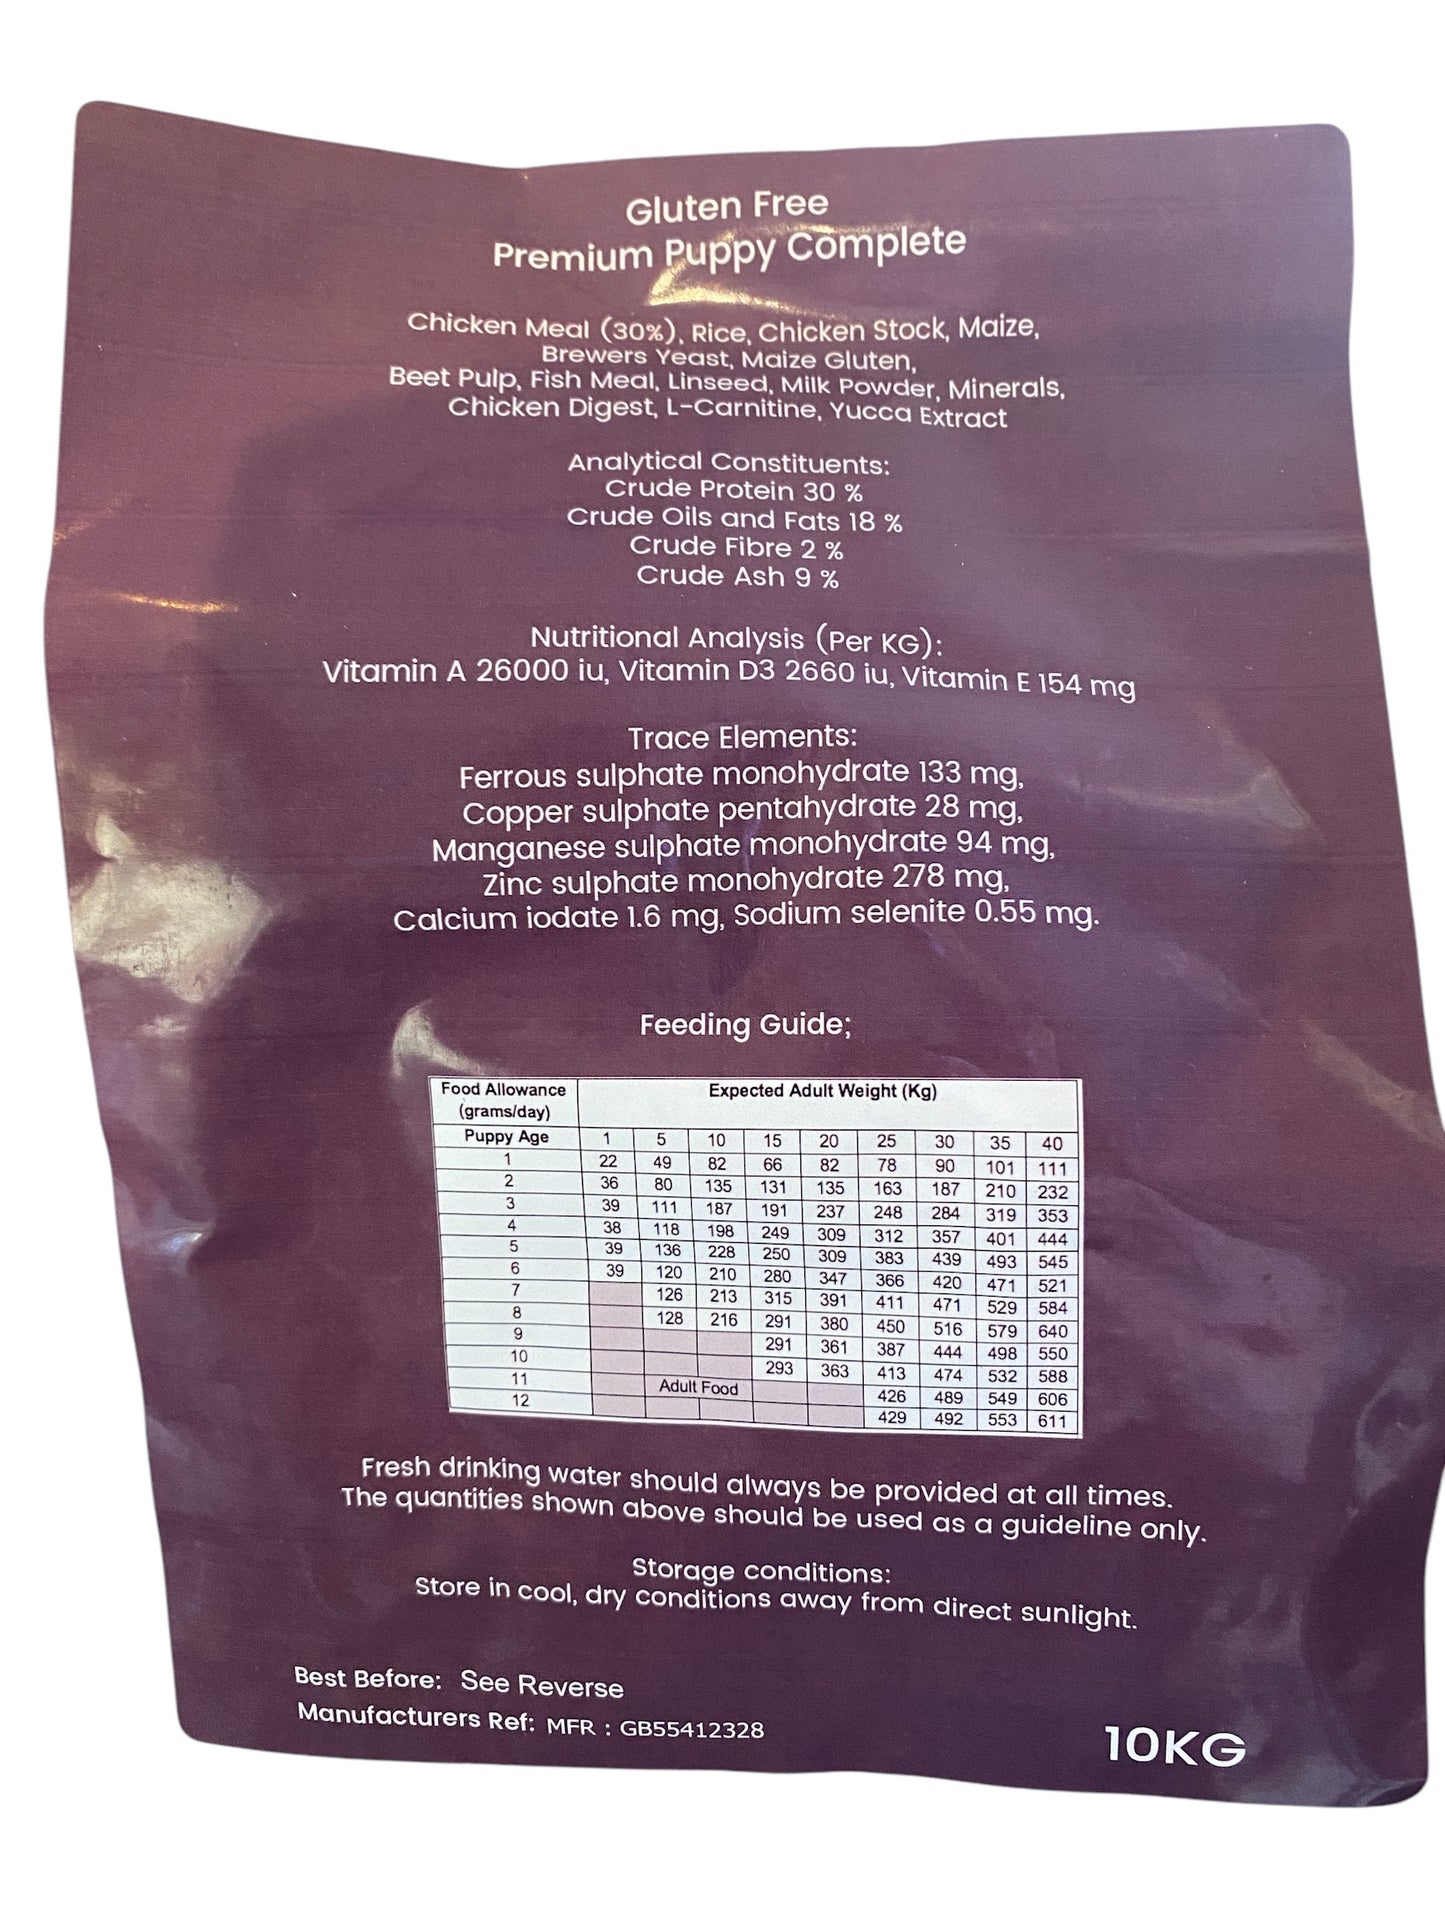 Gluten Free
Premium Puppy Complete
Chicken Meal (30%), Rice, Chicken Stock, Maize,
Brewers Yeast, Maize Gluten,
Beet Pulp, Fish Meal, Linseed, Milk Powder, Minerals,
Chicken Digest, L-Carnitine, Yucca Extract
Analytical Constituents:
Crude Protein 30 %
Crude Oils and Fats 18 %
Crude Fibre 2 %
Crude Ash 9 %
Nutritional Analysis (Per KG):
Vitamin A 26000 iu, Vitamin D3 2660 iu, Vitamin E 154 mg
Trace Elements:
Ferrous sulphate monohydrate 133 mg,
Copper sulphate pentahydrate 28 mg,
Manganese sulphate monohydrate 94 mg,
Zinc sulphate monohydrate 278 mg,
Calcium iodate 1.6 mg, Sodium selenite 0.55 mg.
Feeding Guide;
Food Allowance Expected Adult Weight (Kg)
(grams/day)
Puppy Age 1 5 10 15 20 25 30 35 40
1 22 49 82 66 82 78 90 101 111
2 36 80 135 131 135 163 187 210 232
3 39 111 187 191 237 248 284 319 353
4 38 118 198 249 309 312 357 401 444
5 39 136 228 250 309 383 439 493 545
6 39 120 210 280 347 366 420 471 521
7 126 213 315 391 411 471 529 584
8 128 216 291 380 450 516 579 640
9 291 361 387 444 498 550
10 293 363 413 474 532 588
11 Adult Food 426 489 549 606
12 429 492 553 611
Fresh drinking water should always be provided at all times.
The quantities shown above should be used as a guideline only.
Storage conditions:
Store in cool, dry conditions away from direct sunlight.
Best Before: See Reverse
Manufacturers Ref: MFR : GB55412328
10KG